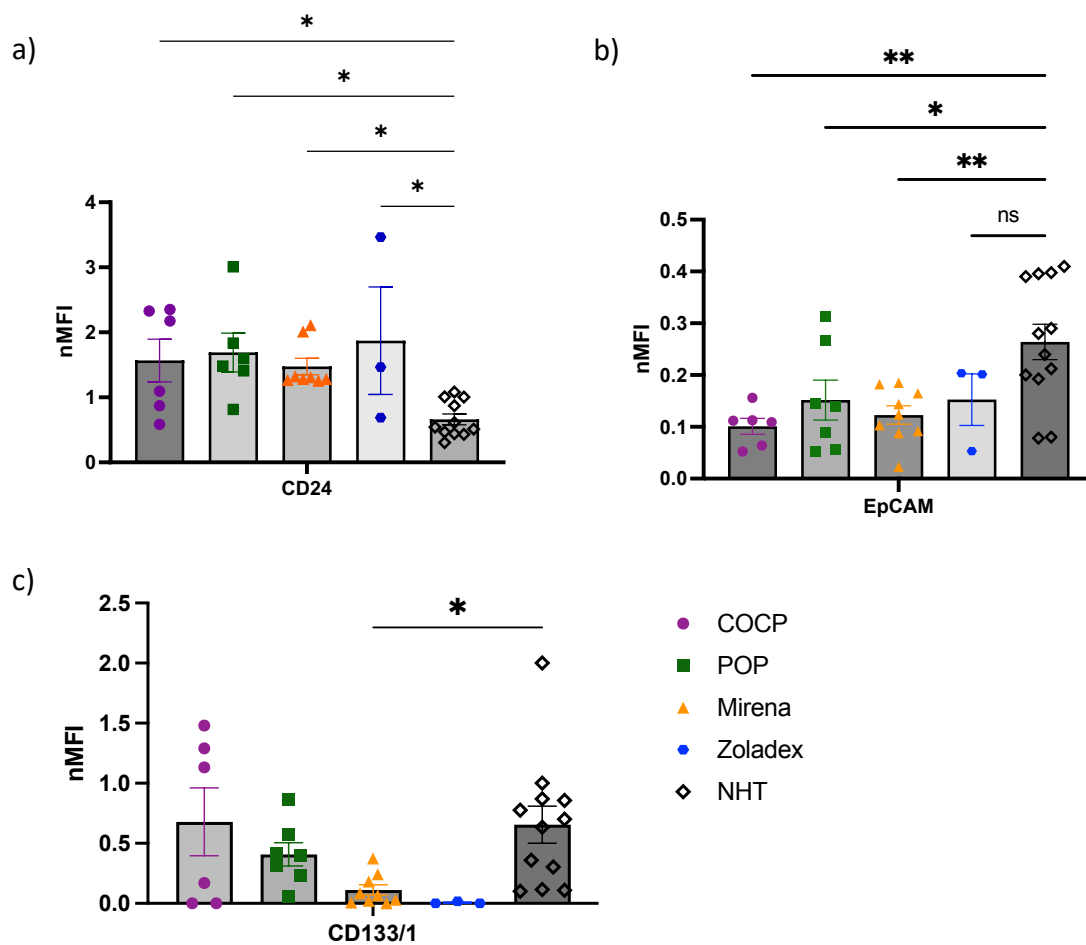 a)
*
*
*
*
nMFI
4
3
2
1
0
CD24
b)
**
*
**
ns
nMFI
0.5
0.4
0.3
0.2
0.1
0.0
EpCAM
c)
*
nMFI
2.5
2.0
1.5
1.0
0.5
0.0
CD133/1
COCP
POP
Mirena
Zoladex
NHT